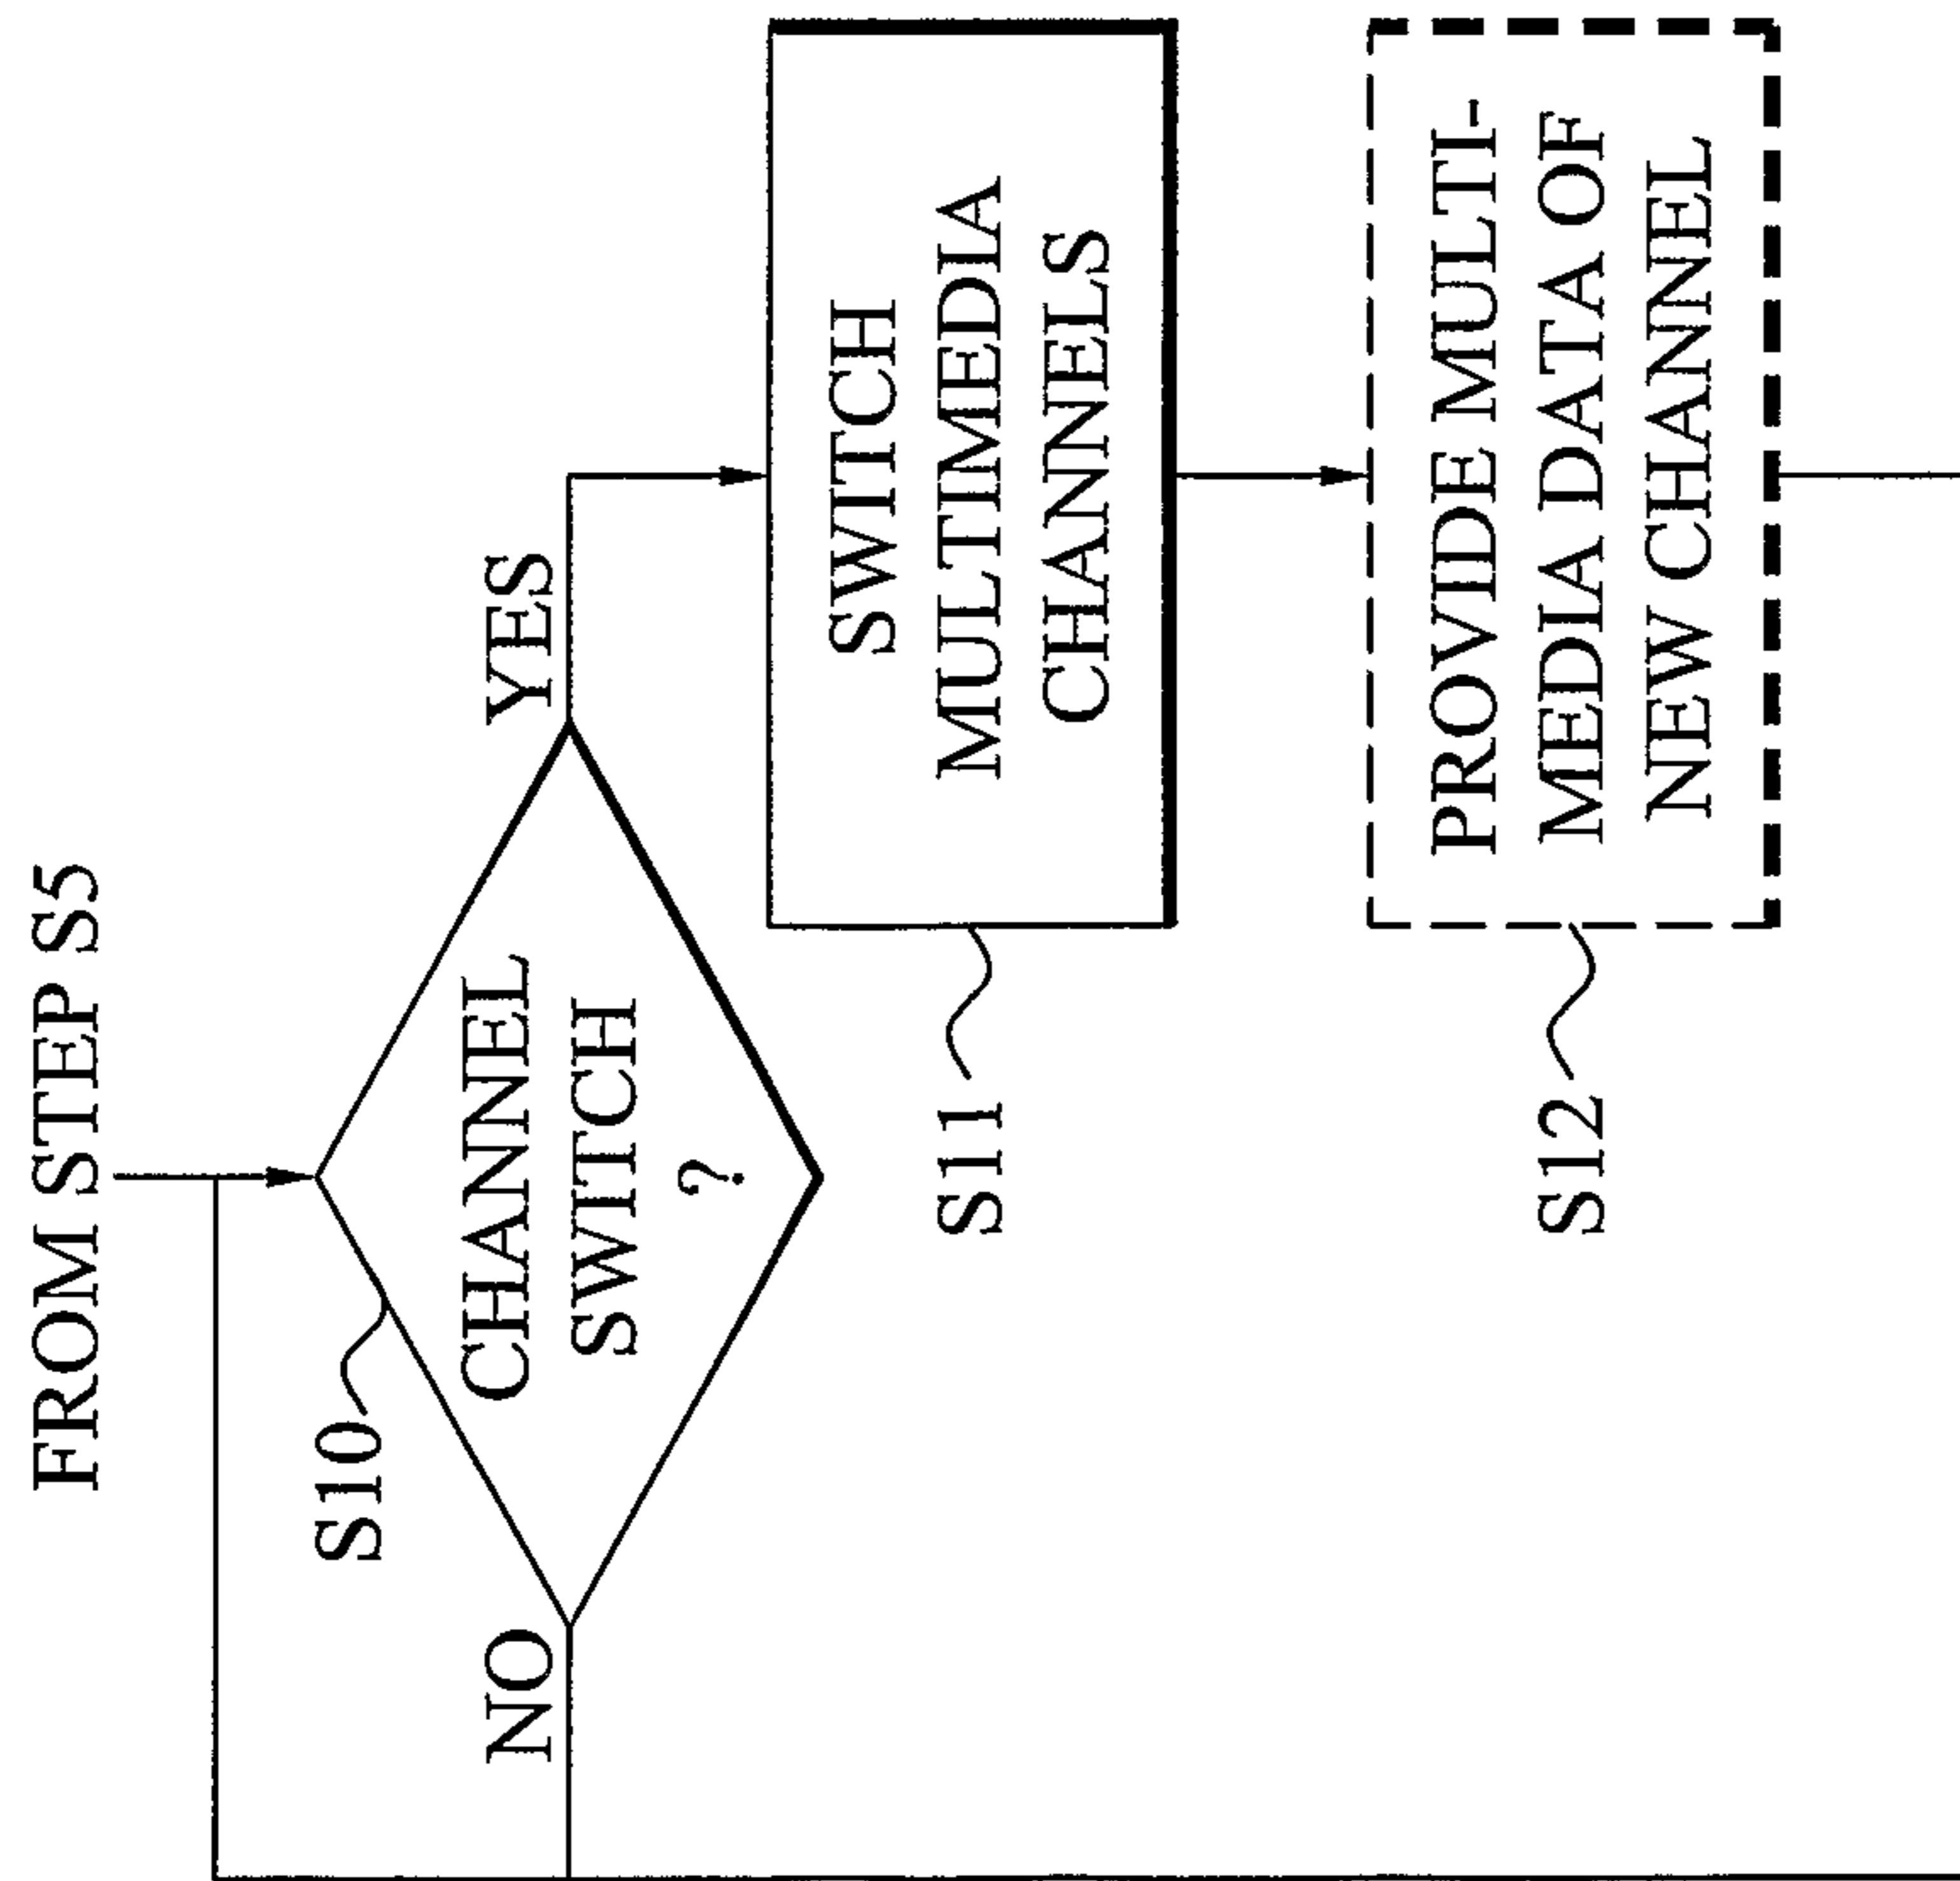 FROM STEP S5
S10
CHANNEL
SWITCH
?
NO
YES
SWITCH
MULTIMEDIA
CHANNELS
S11
PROVIDE MULTI-
MEDIA DATA OF
NEW CHANNEL
S12